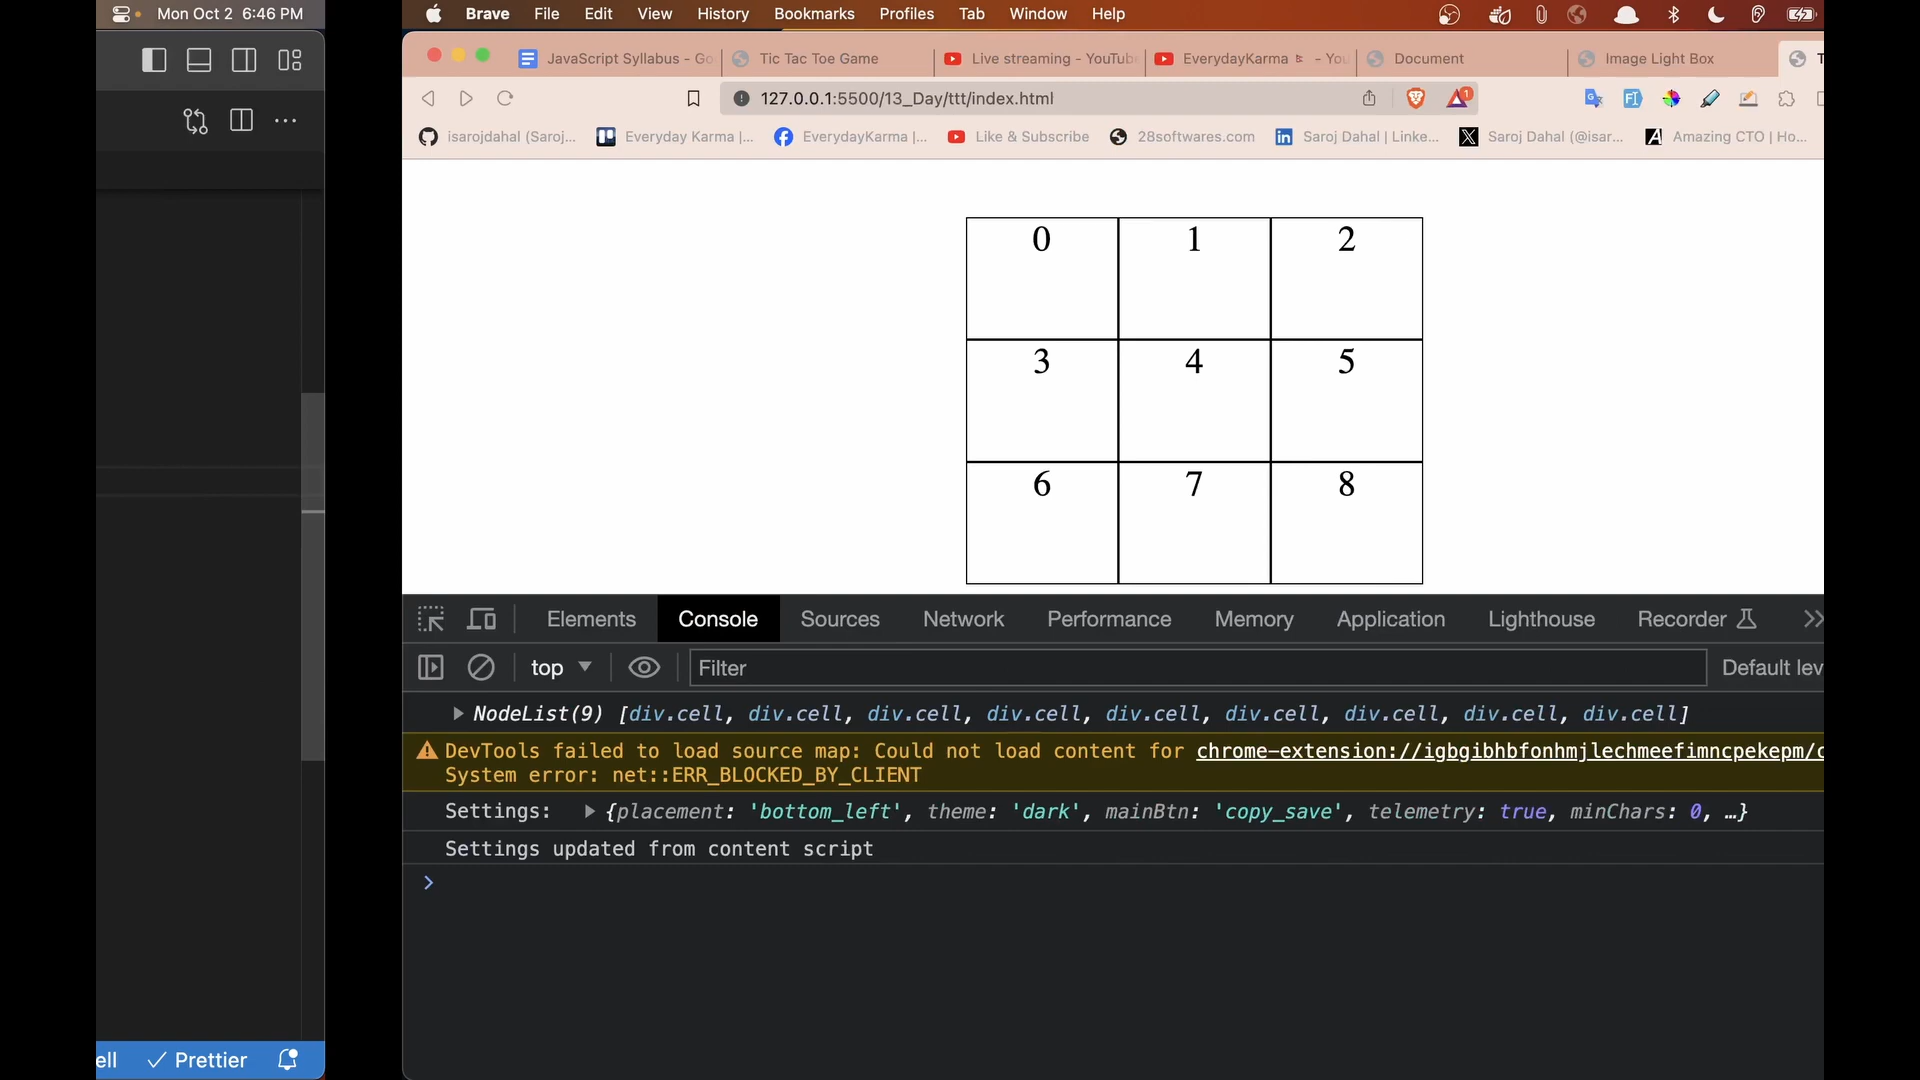 Mon Oct 2 6:46 PM
Brave File Edit View History Bookmarks Profiles Tab Window Help
JavaScript Syllabus - Go
Tic Tac Toe Game
Live streaming - YouTub
EverydayKarma - You
Document
Image Light Box
T
127.0.0.1:5500/13_Day/ttt/index.html
1
isarojdahal (Saroj...
Everyday Karma |...
EverydayKarma |...
Like & Subscribe
28softwares.com
Saroj Dahal | Linke...
Saroj Dahal (@isar...
Amazing CTO | Ho...
0 1 2
3 4 5
6 7 8
Elements Console Sources Network Performance Memory Application Lighthouse Recorder
top Filter Default lev
NodeList(9) [div.cell, div.cell, div.cell, div.cell, div.cell, div.cell, div.cell, div.cell, div.cell]
DevTools failed to load source map: Could not load content for chrome-extension://igbgibhbfonhmjlechmeefimncpekepm/c
System error: net::ERR_BLOCKED_BY_CLIENT
Settings: {placement: 'bottom_left', theme: 'dark', mainBtn: 'copy_save', telemetry: true, minChars: 0, …}
Settings updated from content script
ell Prettier